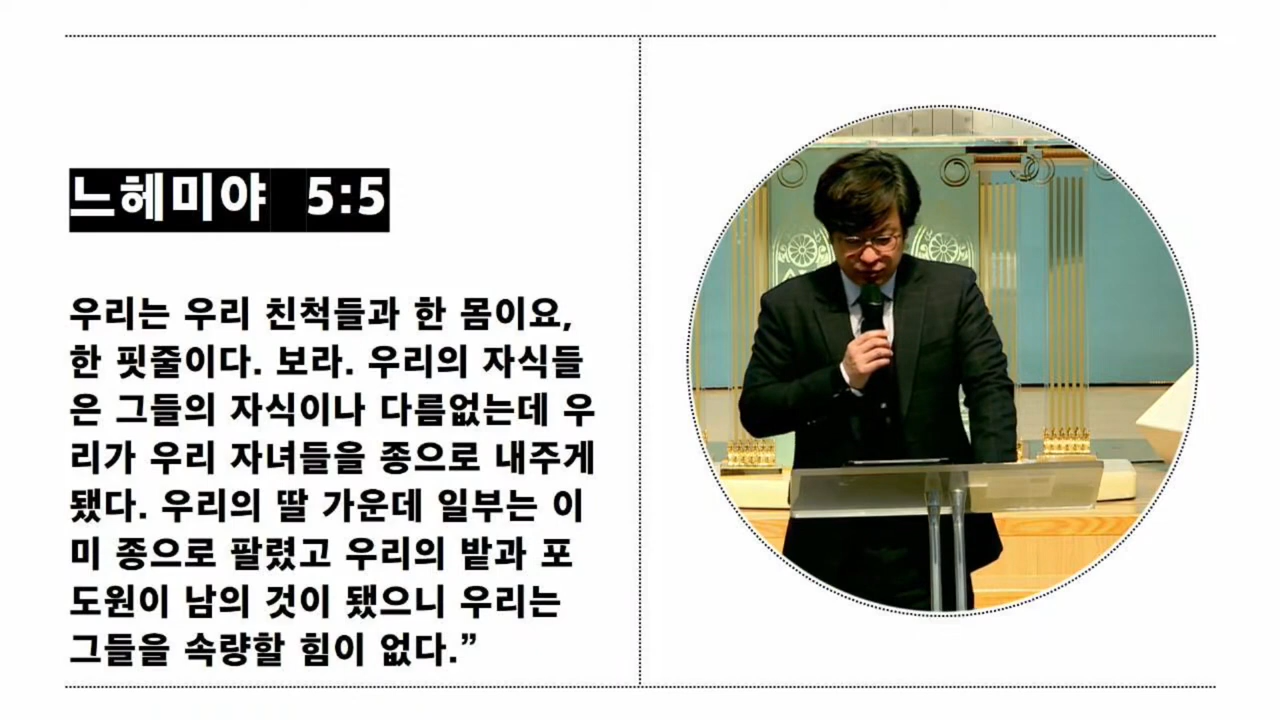 느헤미야 5:5
우리는 우리 친척들과 한 몸이요,
한 핏줄이다. 보라. 우리의 자식들
은 그들의 자식이나 다름없는데 우
리가 우리 자녀들을 종으로 내주게
됐다. 우리의 딸 가운데 일부는 이
미 종으로 팔렸고 우리의 밭과 포
도원이 남의 것이 됐으니 우리는
그들을 속량할 힘이 없다.”